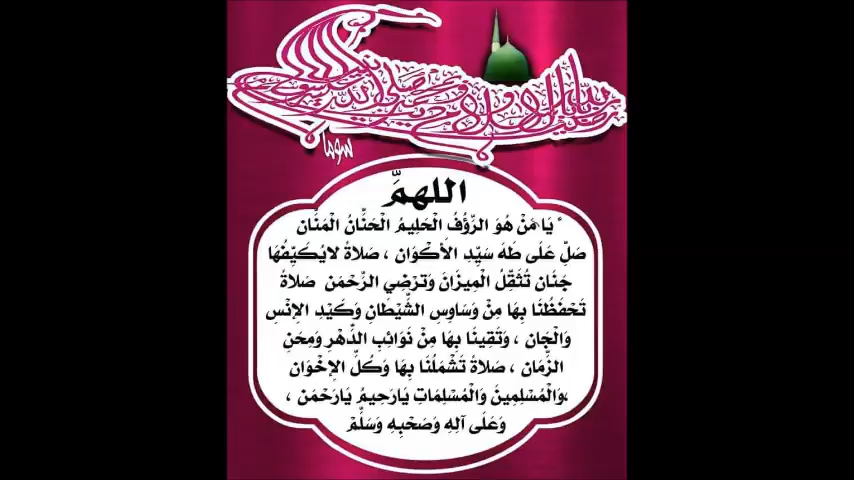 سوما
اللهمَّ
يَا مَنْ هُوَ الرَّؤُفُ الْحَلِيمُ الْحَنَّانُ الْمَنَّان
صَلِّ عَلَى طَهَ سَيِّدِ الأَكْوَان ، صَلاةً لايُكَيِّفُهَا
جَنَان تُثَقِّلُ الْمِيزَانَ وَتَرْضِي الرَّحْمَن صَلاةً
تَحْفَظُنَا بِهَا مِنْ وَسَاوِسِ الشَّيْطَانِ وَكَيْدِ الإِنْسِ
وَالْجَان ، وَتَقِينَا بِهَا مِنْ نَوَائِبِ الدَّهْرِ وَمِحَنِ
الزَّمَان ، صَلاةً تَشْمَلُنَا بِهَا وَكُلَّ الإِخْوَان
،وَالْمُسْلِمِينَ وَالْمُسْلِمَاتِ يَارَحِيمُ يَارَحْمَن ،
وَعَلَى آلِهِ وَصَحْبِهِ وَسَلِّمْ